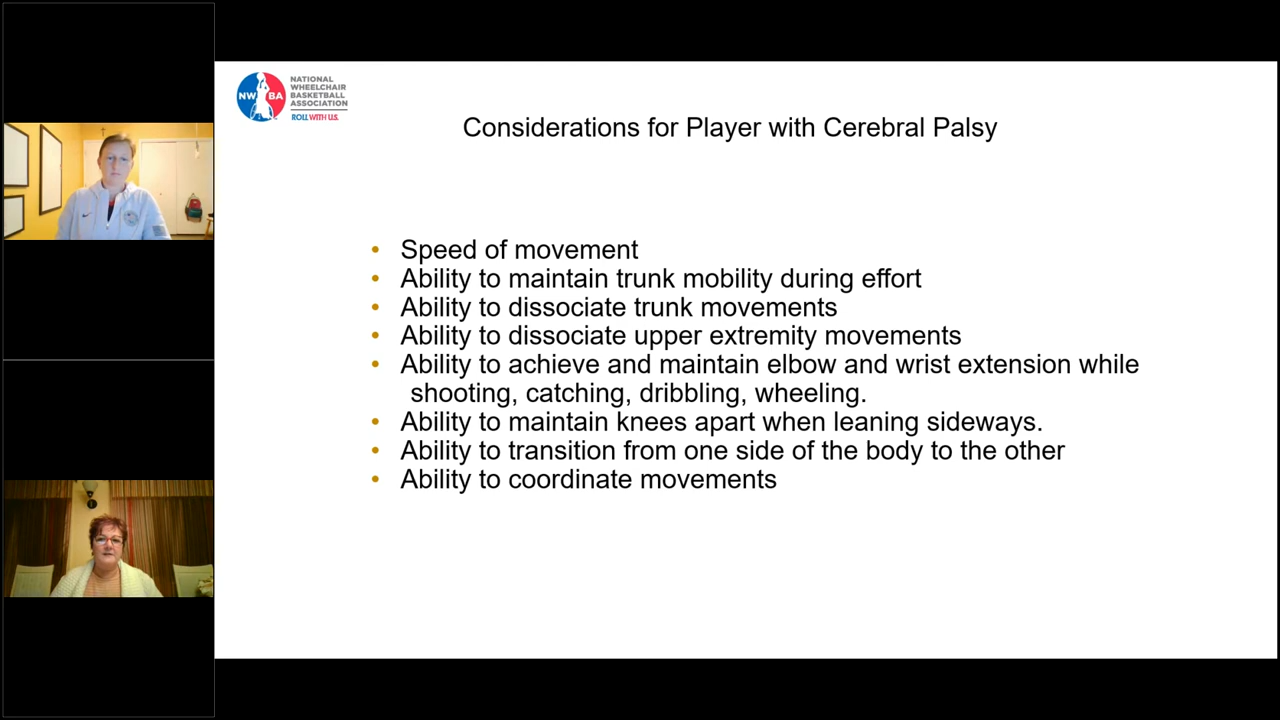 NWBA
NATIONAL
WHEELCHAIR
BASKETBALL
ASSOCIATION
ROLL WITH U.S.
Considerations for Player with Cerebral Palsy
• Speed of movement
• Ability to maintain trunk mobility during effort
• Ability to dissociate trunk movements
• Ability to dissociate upper extremity movements
• Ability to achieve and maintain elbow and wrist extension while
shooting, catching, dribbling, wheeling.
• Ability to maintain knees apart when leaning sideways.
• Ability to transition from one side of the body to the other
• Ability to coordinate movements